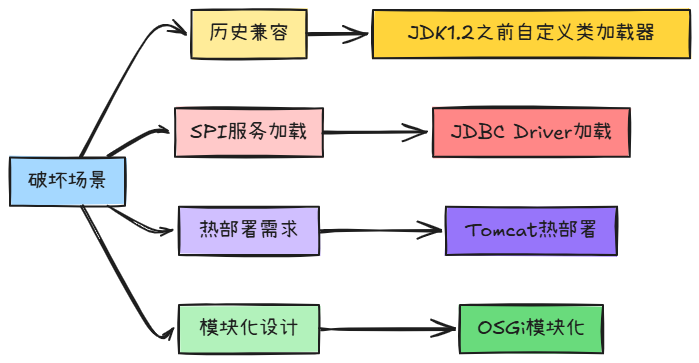 历史兼容
JDK1.2之前自定义类加载器
SPI服务加载
JDBC Driver加载
破坏场景
热部署需求
Tomcat热部署
模块化设计
OSGi模块化